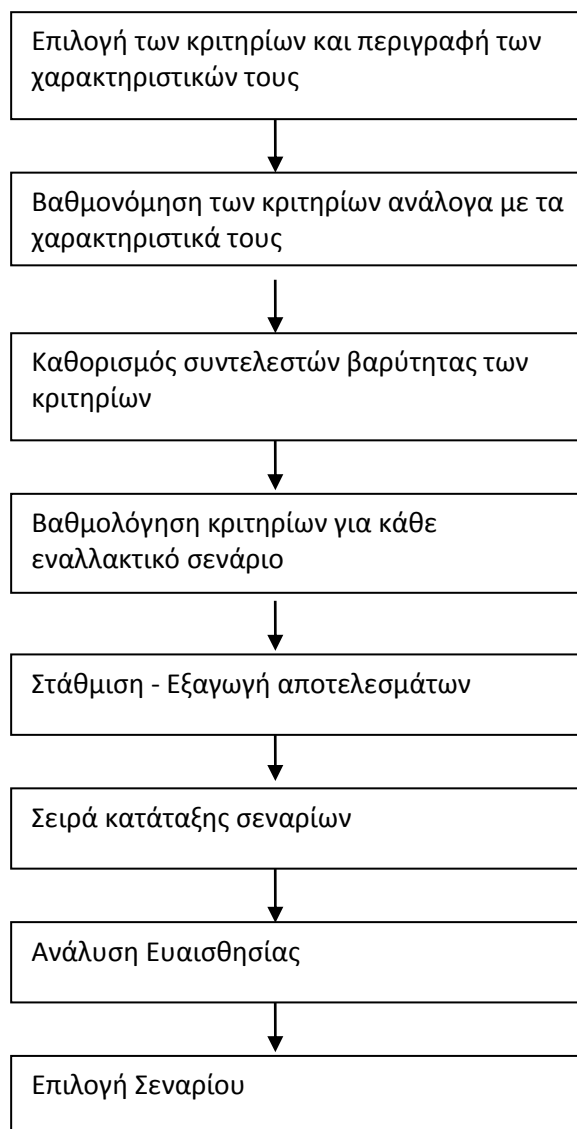 Επιλογή των κριτηρίων και περιγραφή των
χαρακτηριστικών τους
Βαθμονόμηση των κριτηρίων ανάλογα με τα
χαρακτηριστικά τους
Καθορισμός συντελεστών βαρύτητας των
κριτηρίων
Βαθμολόγηση κριτηρίων για κάθε
εναλλακτικό σενάριο
Στάθμιση - Εξαγωγή αποτελεσμάτων
Σειρά κατάταξης σεναρίων
Ανάλυση Ευαισθησίας
Επιλογή Σεναρίου